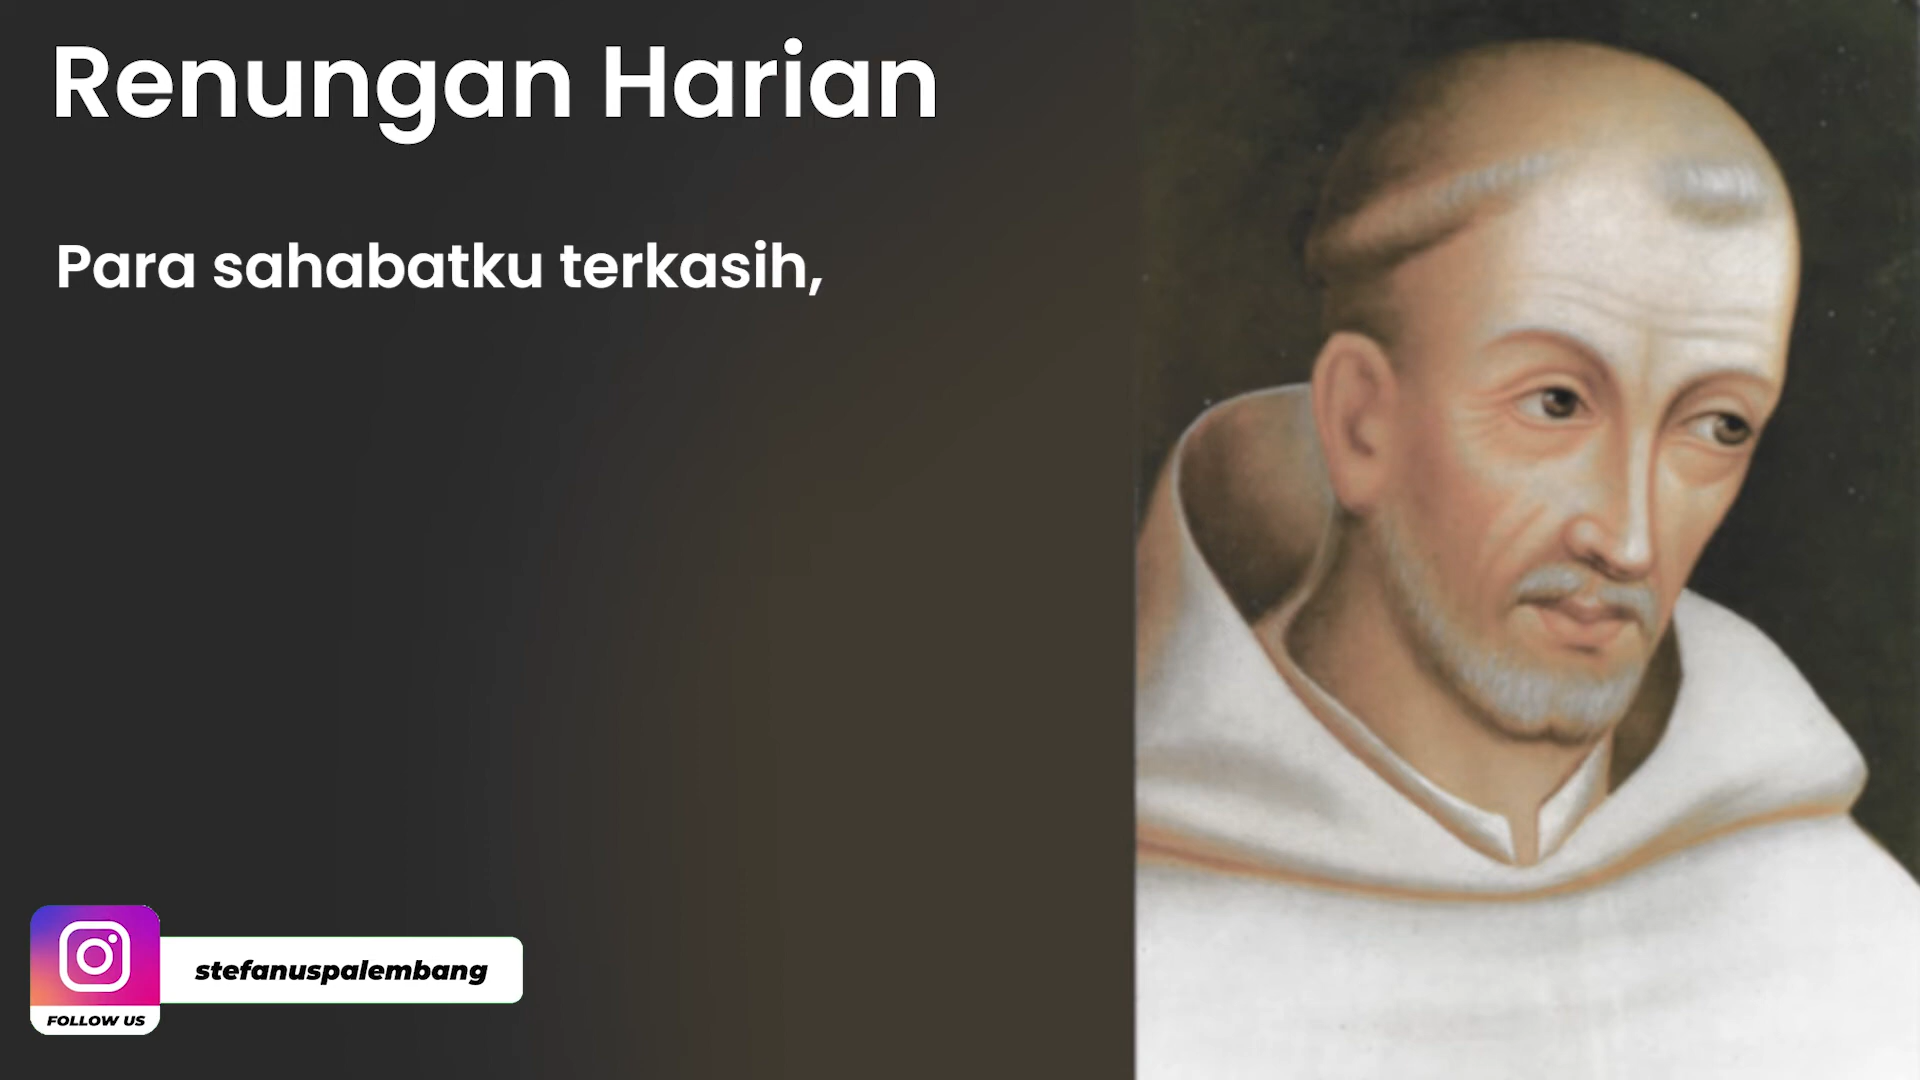 Renungan Harian
Para sahabatku terkasih,
stefanuspalembang
FOLLOW US